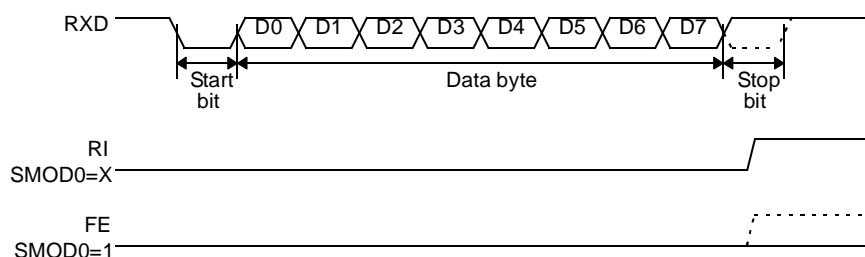 RXD
D0 D1 D2 D3 D4 D5 D6 D7
Start bit
Data byte
Stop bit
RI
SMOD0=X
FE
SMOD0=1